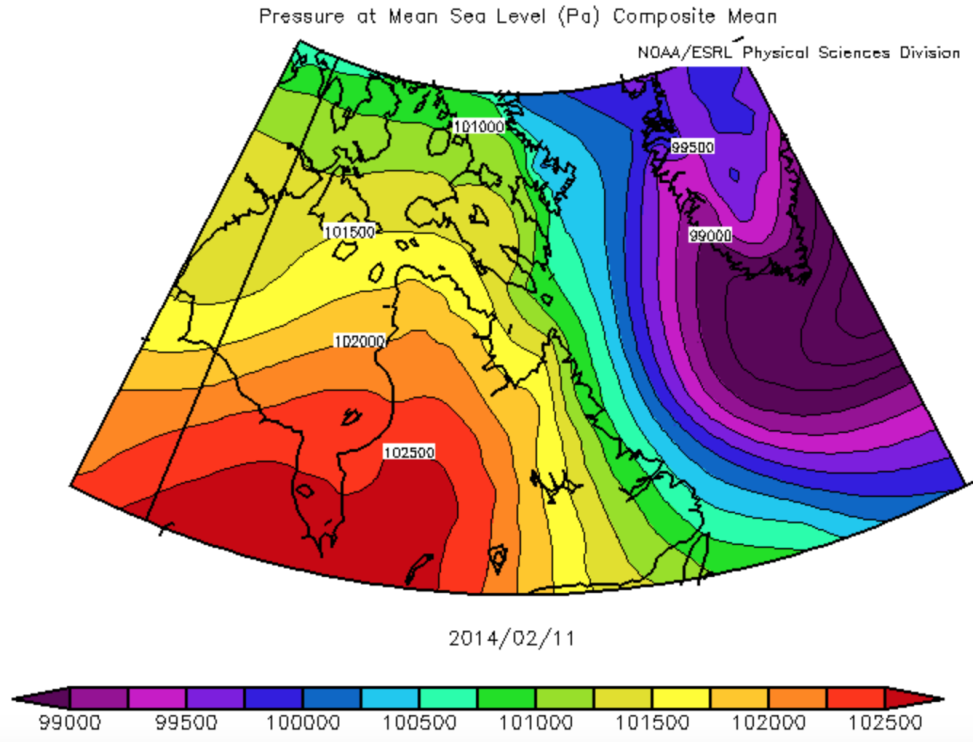 Pressure at Mean Sea Level (Pa) Composite Mean
NOAA/ESRL Physical Sciences Division
101000
99500
99000
101500
102000
102500
2014/02/11
99000 99500 100000 100500 101000 101500 102000 102500